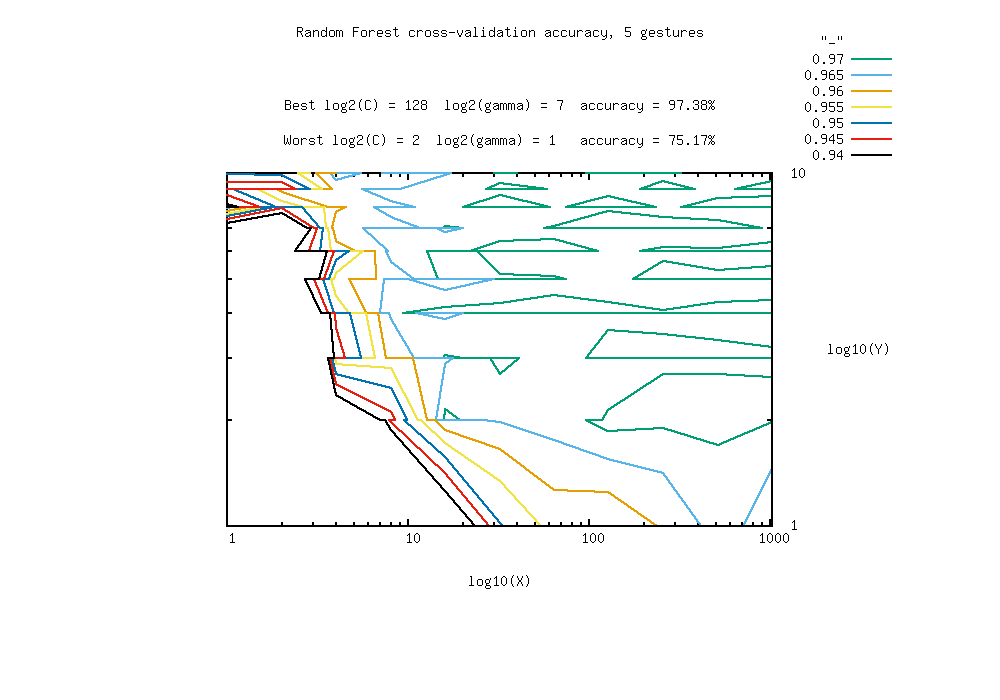 Random Forest cross-validation accuracy, 5 gestures
"_"
0.97
0.965
0.96
0.955
0.95
0.945
0.94
Best log2(C) = 128 log2(gamma) = 7 accuracy = 97.38%
Worst log2(C) = 2 log2(gamma) = 1 accuracy = 75.17%
10
log10(Y)
1
1 10 100 1000
log10(X)